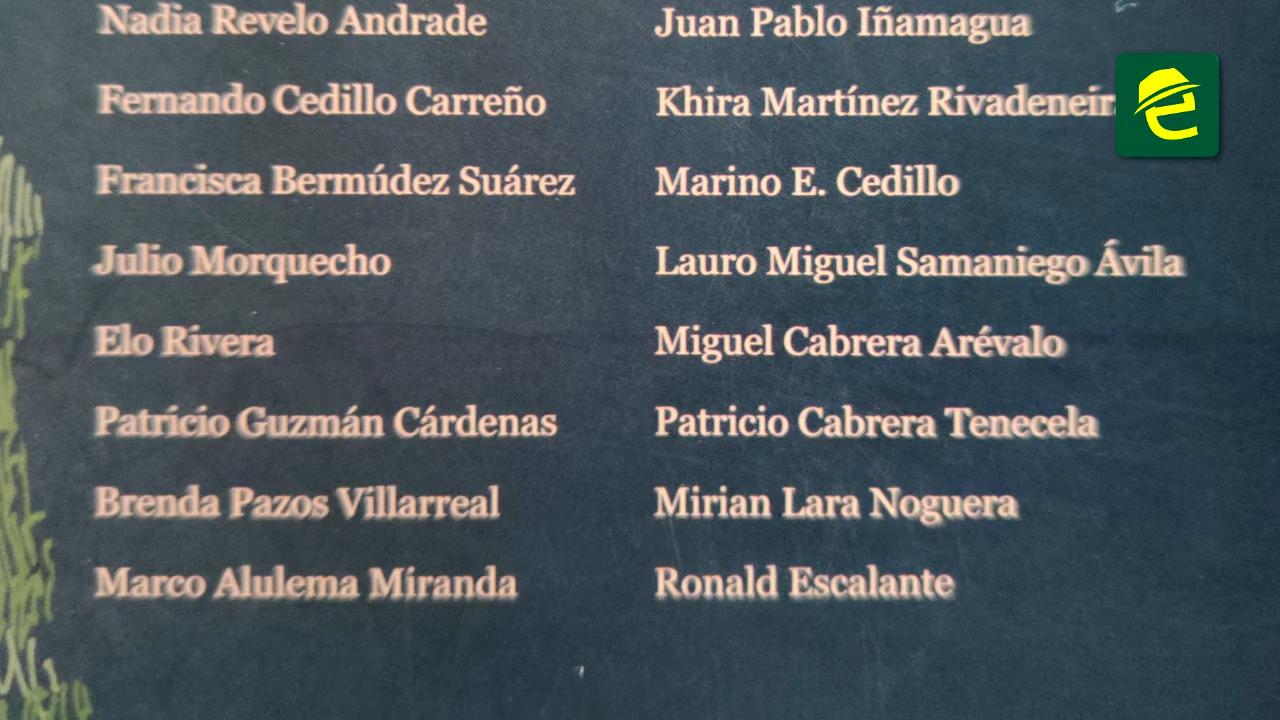 Nadia Revelo Andrade
Fernando Cedillo Carreño
Francisca Bermúdez Suárez
Julio Morquecho
Elo Rivera
Patricio Guzmán Cárdenas
Brenda Pazos Villarreal
Marco Alulema Miranda
Juan Pablo Iñamagua
Khira Martínez
Marino E. Cedillo
Lauro Miguel Samaniego Ávila
Miguel Cabrera Arévalo
Patricio Cabrera Tenecela
Mirian Lara Noguera
Ronald Escalante